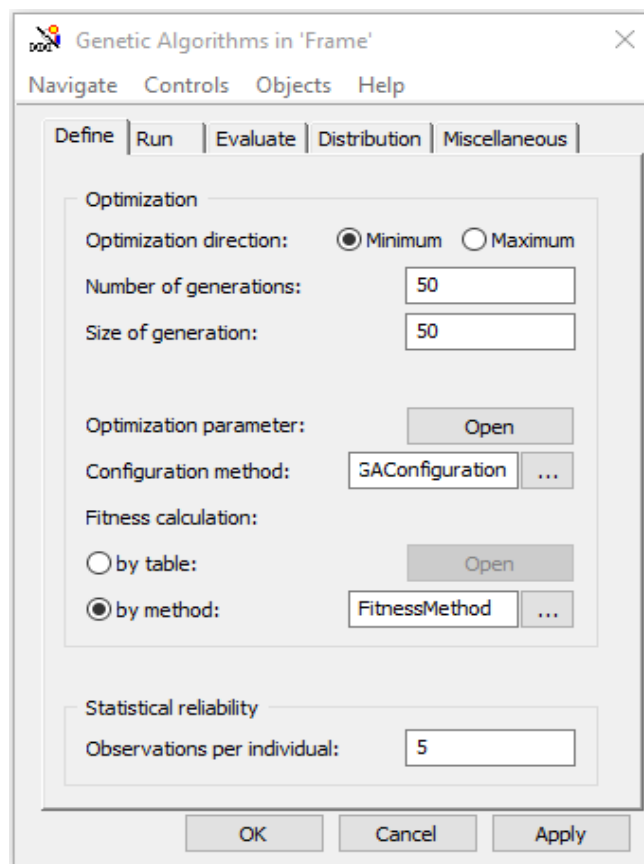 Genetic Algorithms in 'Frame'
Navigate Controls Objects Help
Define Run Evaluate Distribution Miscellaneous
Optimization
Optimization direction: Minimum Maximum
Number of generations: 50
Size of generation: 50
Optimization parameter: Open
Configuration method: GAConfiguration ...
Fitness calculation:
by table: Open
by method: FitnessMethod ...
Statistical reliability
Observations per individual: 5
OK Cancel Apply